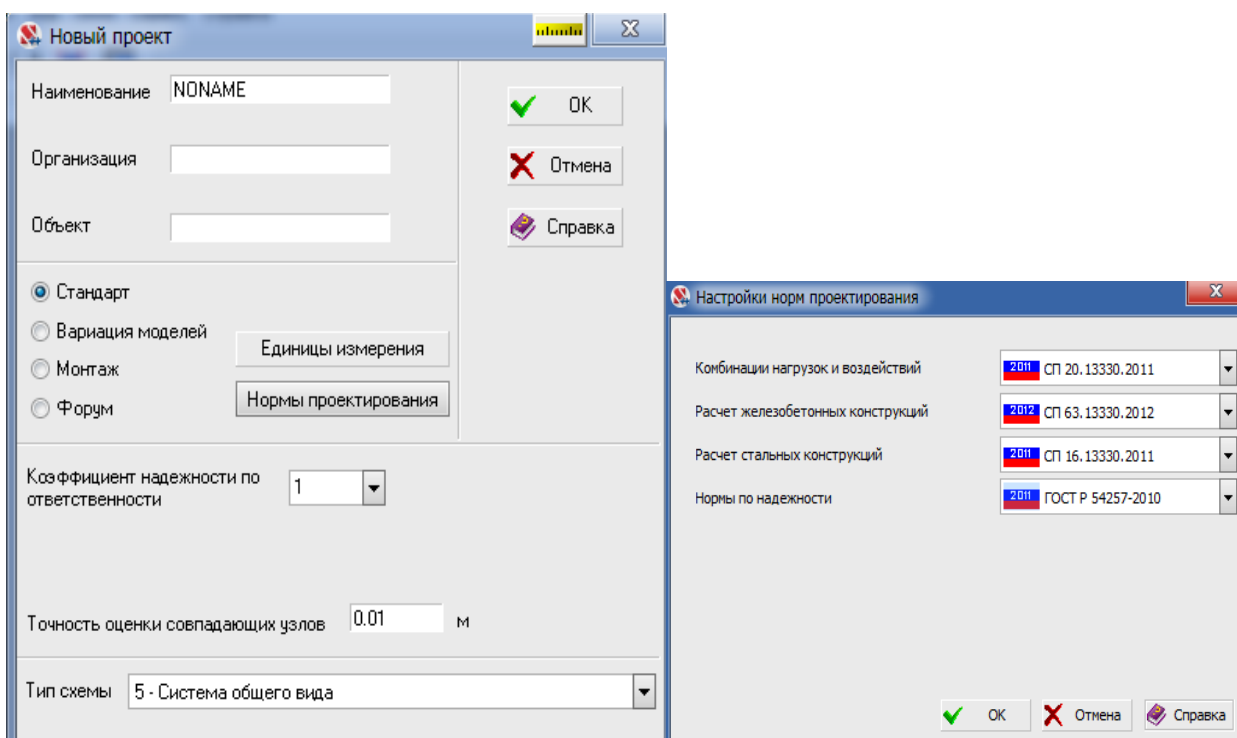 Новый проект
Наименование NONAME
OK
Организация
Отмена
Объект
Справка
Стандарт
Вариация моделей
Единицы измерения
Монтаж
Нормы проектирования
Форум
Коэффициент надежности по
ответственности
1
Точность оценки совпадающих узлов 0.01 м
Тип схемы 5 - Система общего вида
Настройки норм проектирования
Комбинации нагрузок и воздействий 2011 СП 20.13330.2011
Расчет железобетонных конструкций 2012 СП 63.13330.2012
Расчет стальных конструкций 2011 СП 16.13330.2011
Нормы по надежности 2011 ГОСТ Р 54257-2010
OK Отмена Справка